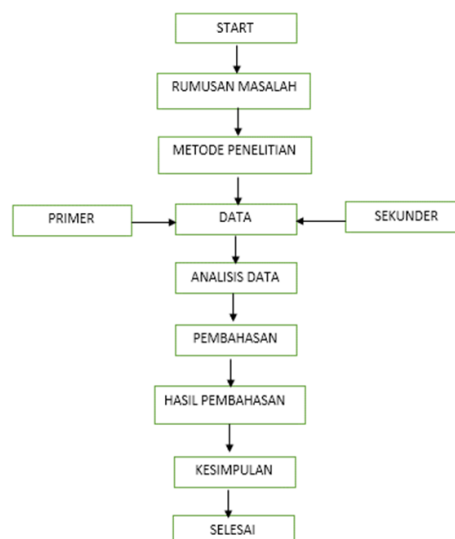 START
RUMUSAN MASALAH
METODE PENELITIAN
PRIMER
DATA
SEKUNDER
ANALISIS DATA
PEMBAHASAN
HASIL PEMBAHASAN
KESIMPULAN
SELESAI